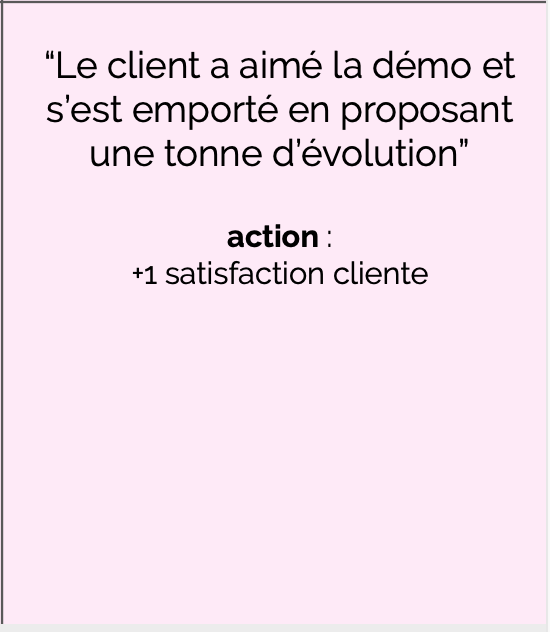 “Le client a aimé la démo et
s’est emporté en proposant
une tonne d’évolution”
action :
+1 satisfaction cliente